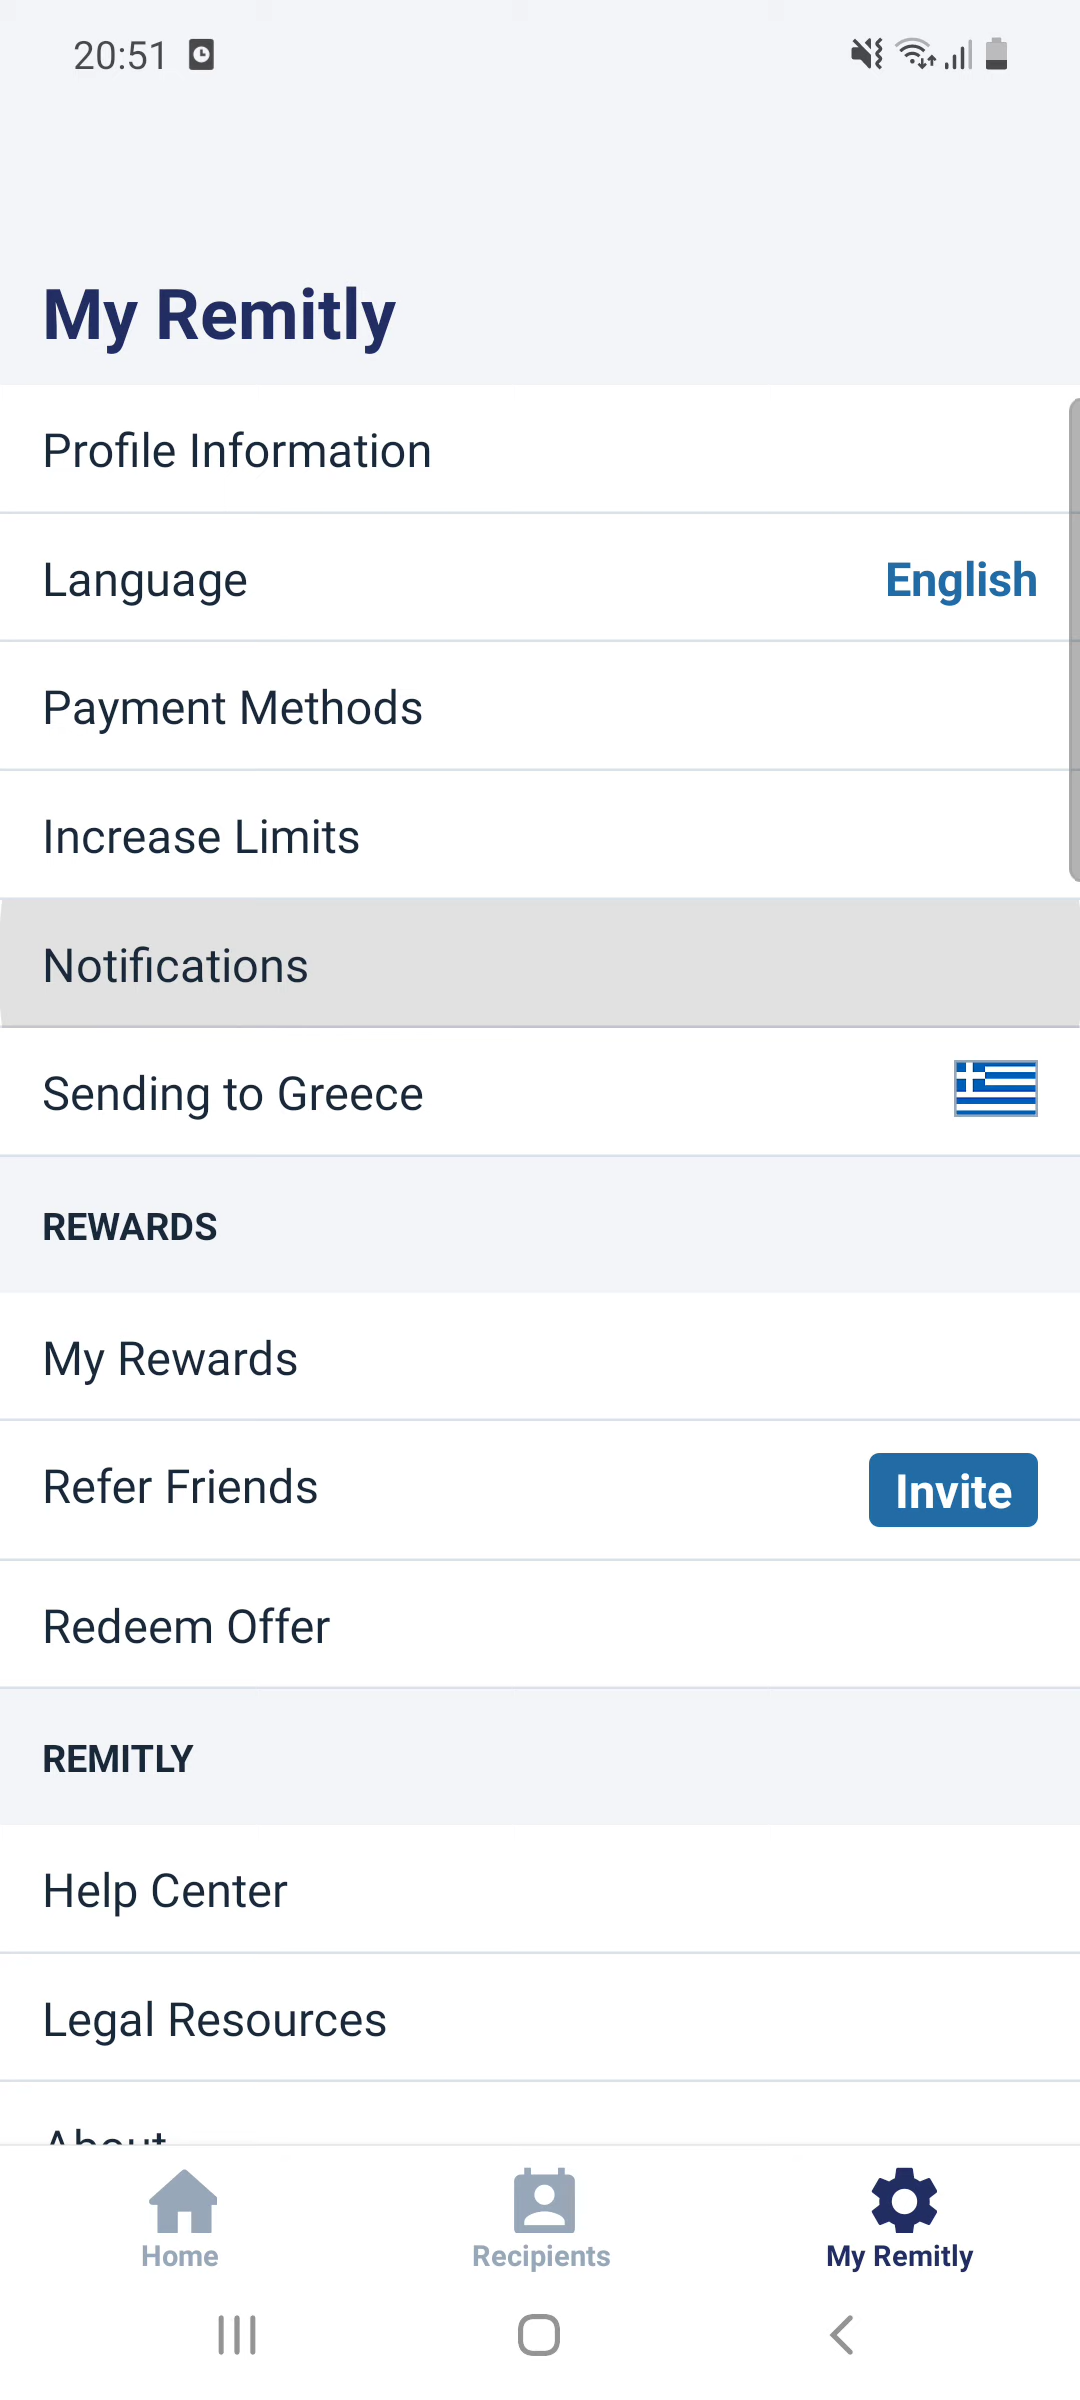 20:51
My Remitly
Profile Information
Language English
Payment Methods
Increase Limits
Notifications
Sending to Greece
REWARDS
My Rewards
Refer Friends Invite
Redeem Offer
REMITLY
Help Center
Legal Resources
About
Home Recipients My Remitly